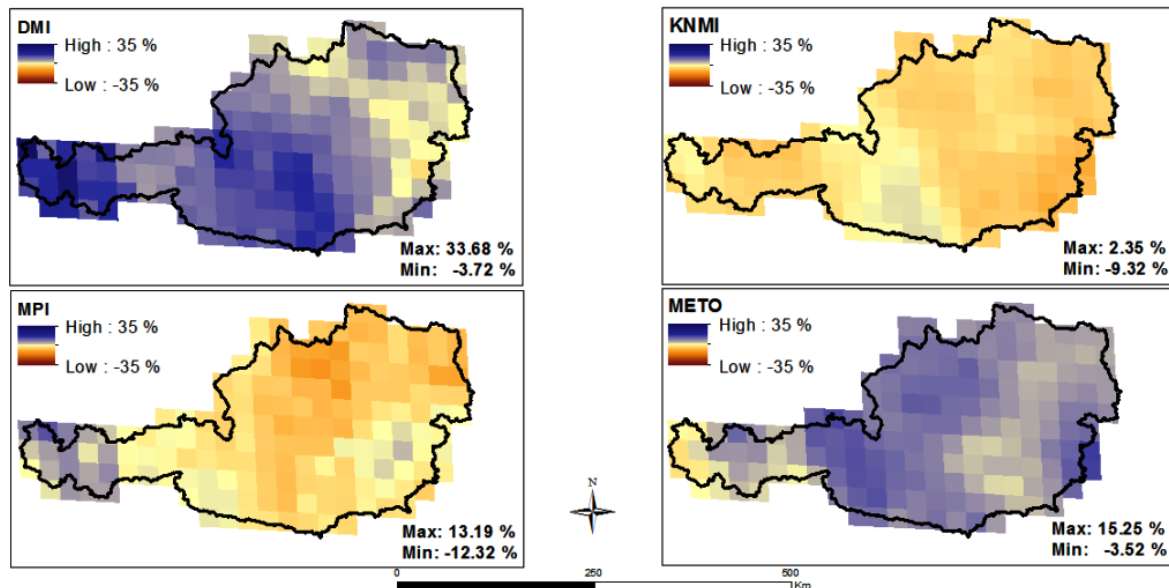 DMI
High : 35 %
Low : -35 %
Max: 33.68 %
Min: -3.72 %
KNMI
High : 35 %
Low : -35 %
Max: 2.35 %
Min: -9.32 %
MPI
High : 35 %
Low : -35 %
Max: 13.19 %
Min: -12.32 %
METO
High : 35 %
Low : -35 %
Max: 15.25 %
Min: -3.52 %
N
0 250 500
Km